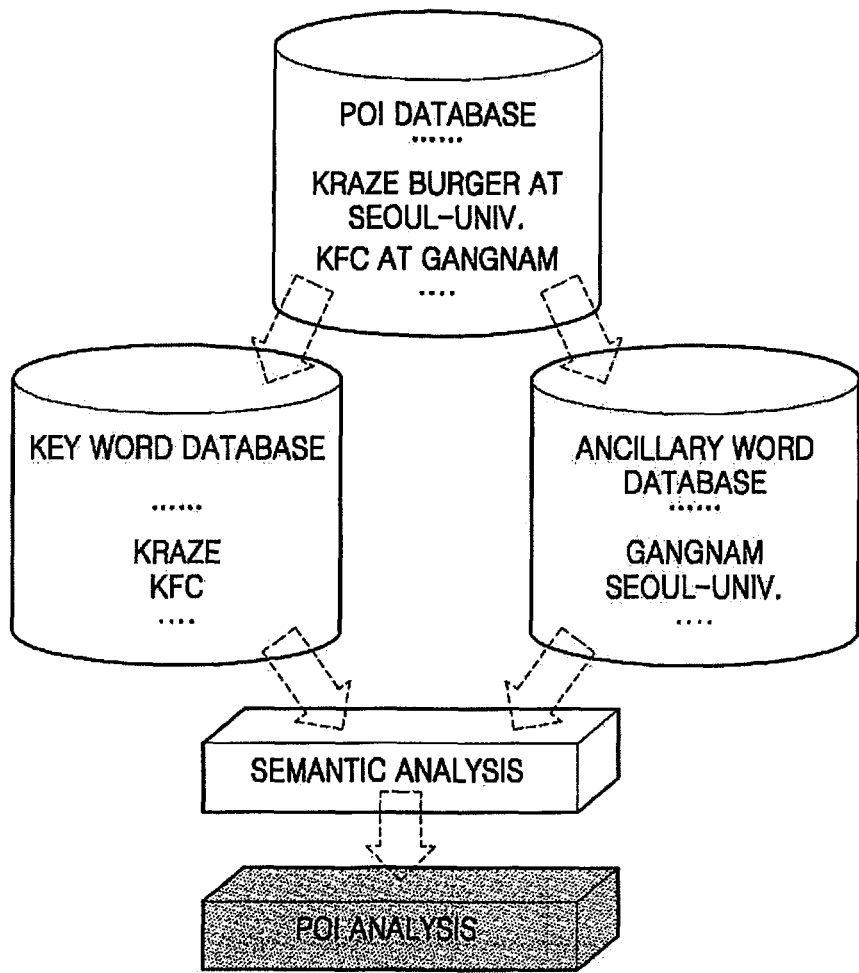 POI DATABASE
......
KRAZE BURGER AT
SEOUL-UNIV.
KFC AT GANGNAM
....
KEY WORD DATABASE
......
KRAZE
KFC
....
ANCILLARY WORD
DATABASE
......
GANGNAM
SEOUL-UNIV.
....
SEMANTIC ANALYSIS
POI ANALYSIS